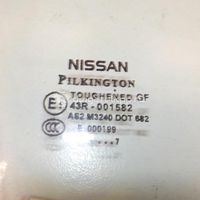 NISSAN
PILKINGTON
TOUGHENED GF
43R - 001582
AS2 M3240 DOT 682
E 000199
....7